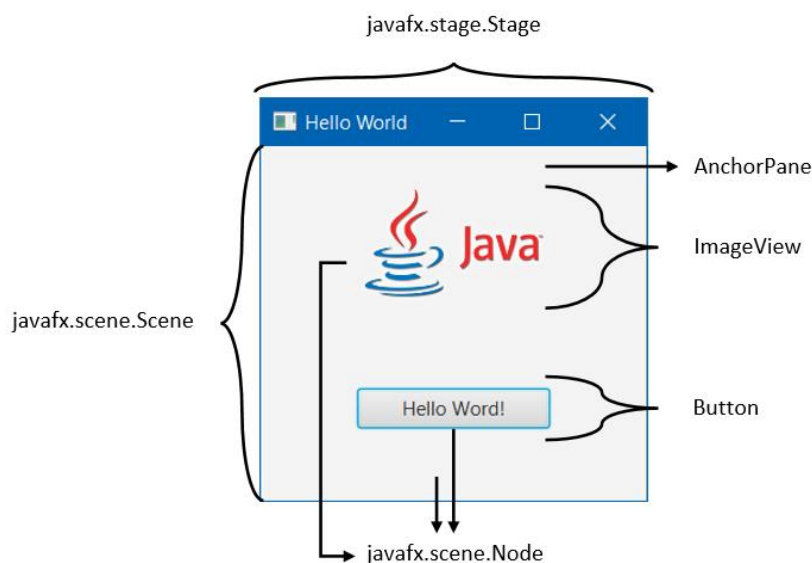 javafx.stage.Stage
Hello World
AnchorPane
Java
ImageView
javafx.scene.Scene
Hello Word!
Button
javafx.scene.Node